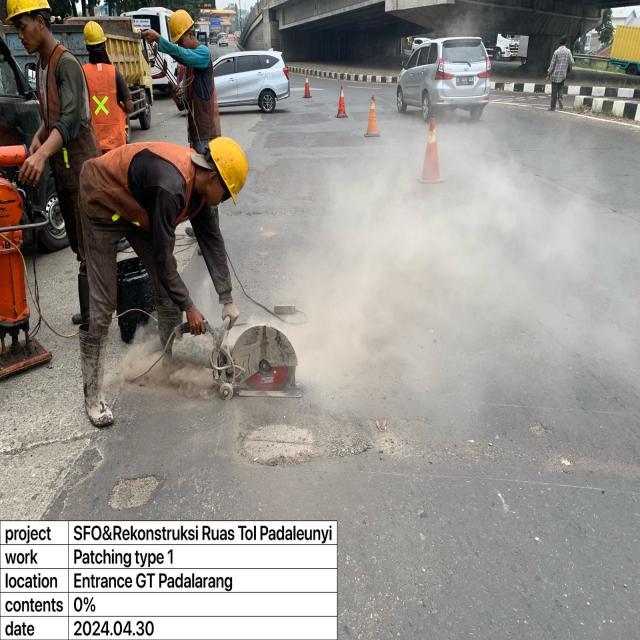 project SFO&Rekonstruksi Ruas Tol Padaleunyi
work Patching type 1
location Entrance GT Padalarang
contents 0%
date 2024.04.30